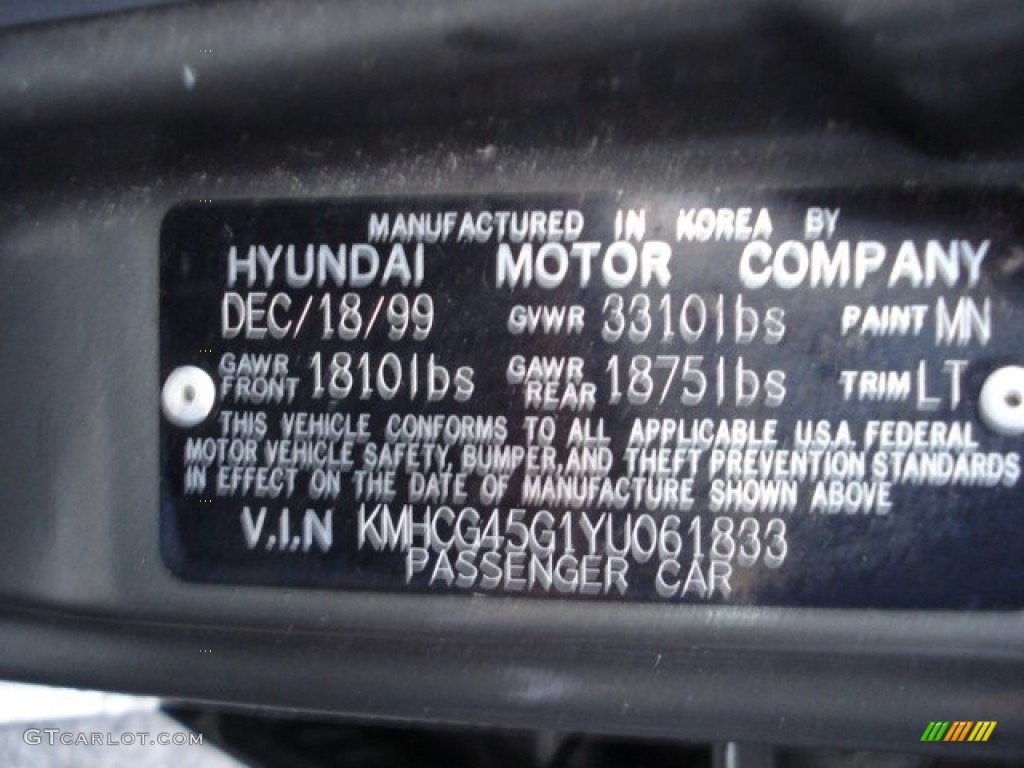 MANUFACTURED IN KOREA BY
HYUNDAI MOTOR COMPANY
DEC/18/99 GVWR 3310lbs PAINT MN
GAWR FRONT 1810lbs GAWR REAR 1875lbs TRIM LT
THIS VEHICLE CONFORMS TO ALL APPLICABLE U.S.A. FEDERAL
MOTOR VEHICLE SAFETY, BUMPER, AND THEFT PREVENTION STANDARDS
IN EFFECT ON THE DATE OF MANUFACTURE SHOWN ABOVE
V.I.N KMHCG45G1YU061833
PASSENGER CAR
GTCARLOT.COM